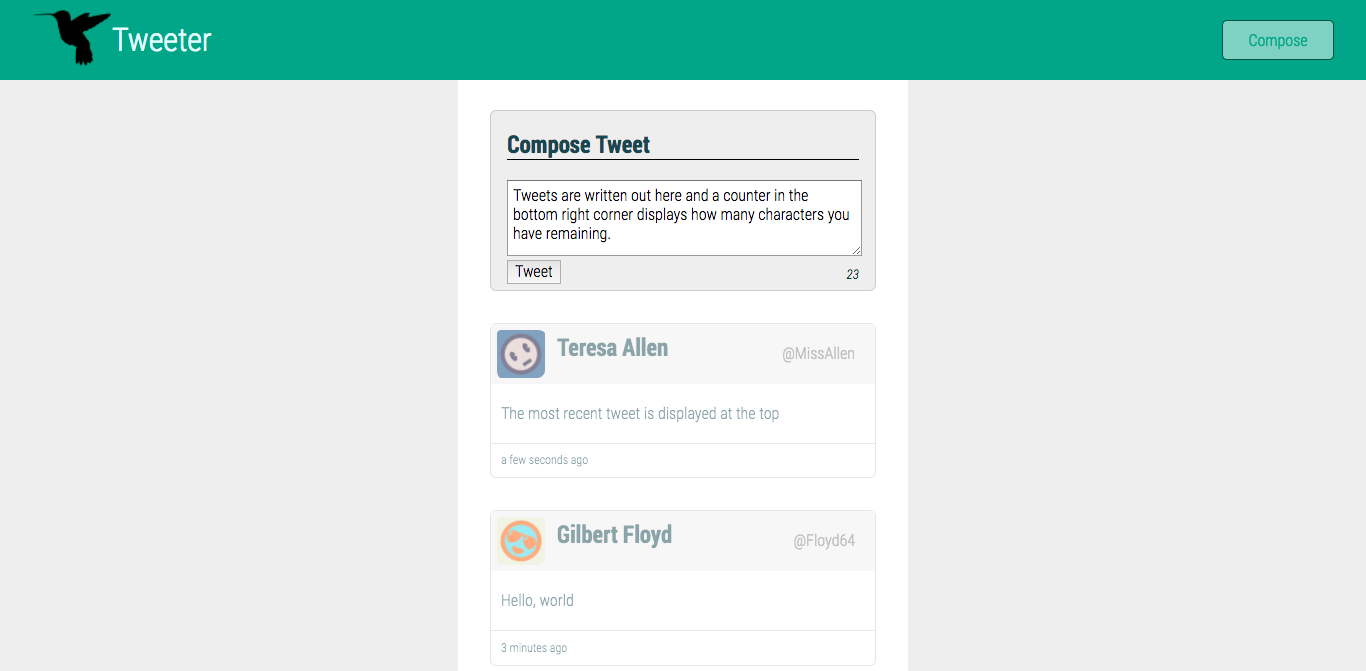 Tweeter
Compose
Compose Tweet
Tweets are written out here and a counter in the
bottom right corner displays how many characters you
have remaining.
Tweet
23
Teresa Allen
@MissAllen
The most recent tweet is displayed at the top
a few seconds ago
Gilbert Floyd
@Floyd64
Hello, world
3 minutes ago